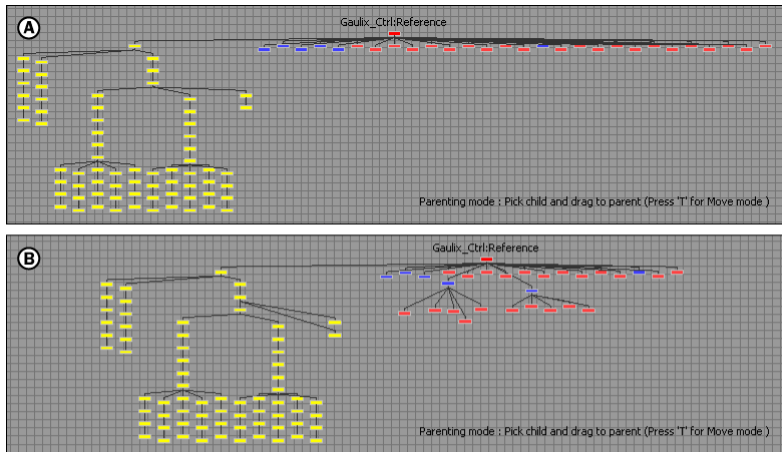 A
Gaulix_Ctrl:Reference
Parenting mode : Pick child and drag to parent (Press 'T' for Move mode )
B
Gaulix_Ctrl:Reference
Parenting mode : Pick child and drag to parent (Press 'T' for Move mode )